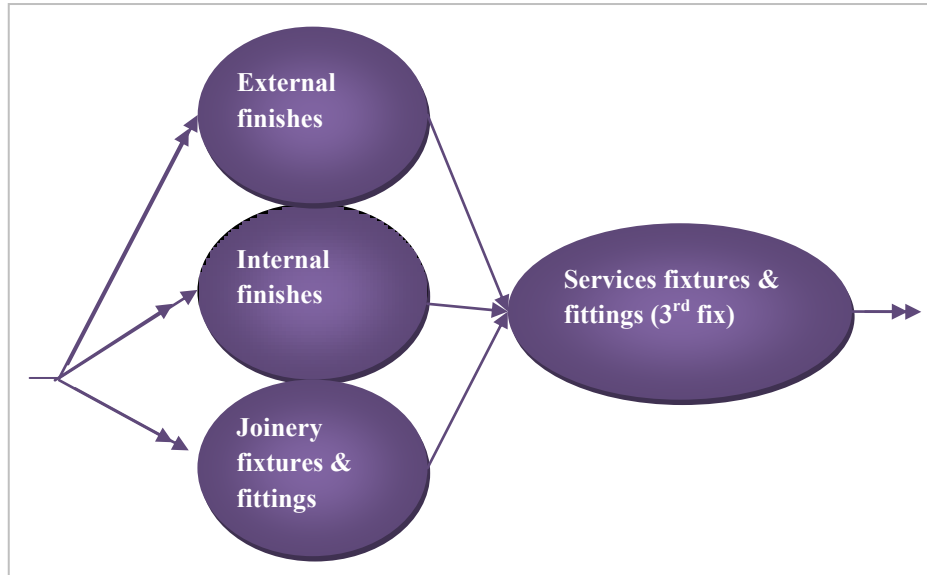 External
finishes
Internal
finishes
Services fixtures &
fittings (3rd fix)
Joinery
fixtures &
fittings